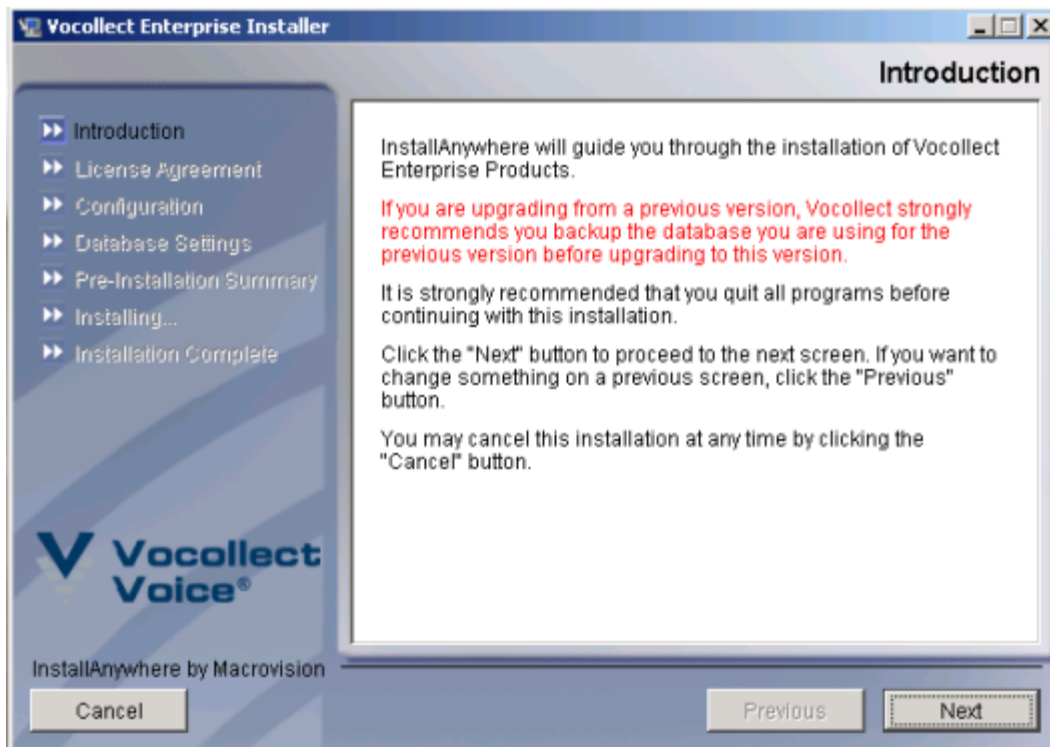 Vocollect Enterprise Installer
Introduction
Introduction
License Agreement
Configuration
Database Settings
Pre-Installation Summary
Installing...
Installation Complete
InstallAnywhere will guide you through the installation of Vocollect
Enterprise Products.
If you are upgrading from a previous version, Vocollect strongly
recommends you backup the database you are using for the
previous version before upgrading to this version.
It is strongly recommended that you quit all programs before
continuing with this installation.
Click the "Next" button to proceed to the next screen. If you want to
change something on a previous screen, click the "Previous"
button.
You may cancel this installation at any time by clicking the
"Cancel" button.
Vocollect
Voice®
InstallAnywhere by Macrovision
Cancel
Previous
Next